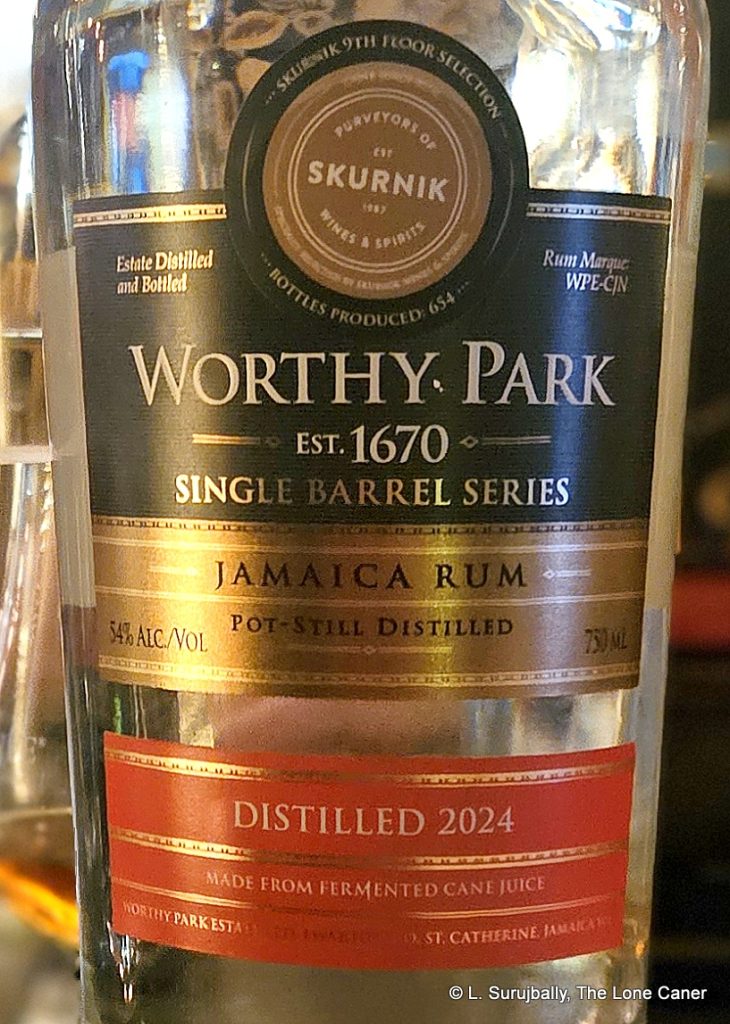 SKURNIK 9TH FLOOR SELECTION
PURVEYORS OF
EST
SKURNIK
1987
WINES & SPIRITS
BOTTLES PRODUCED: 654
Estate Distilled
and Bottled
Rum Marque:
WPE-CJN
WORTHY PARK
EST. 1670
SINGLE BARREL SERIES
JAMAICA RUM
POT-STILL DISTILLED
54% ALC./VOL
750 ML
DISTILLED 2024
MADE FROM FERMENTED CANE JUICE
WORTHY PARK ST. CATHERINE, JAMAICA
© L. Surujbally, The Lone Caner